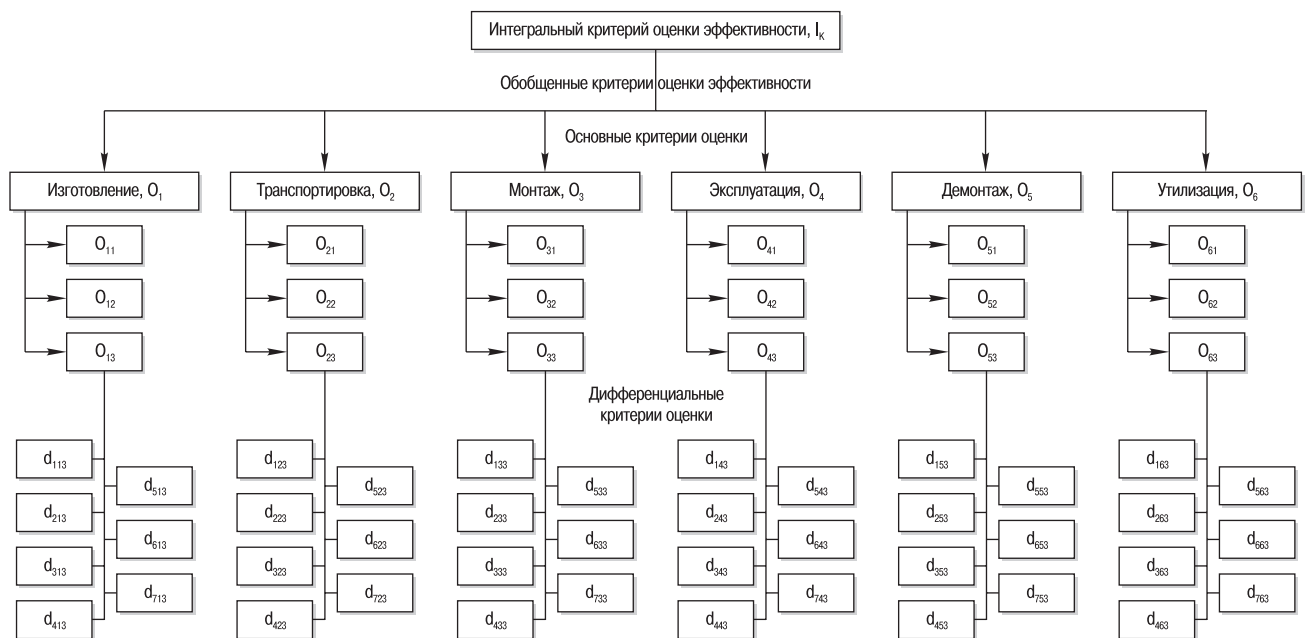 Интегральный критерий оценки эффективности, Iₖ
Обобщенные критерии оценки эффективности
Основные критерии оценки
Изготовление, O₁
Транспортировка, O₂
Монтаж, O₃
Эксплуатация, O₄
Демонтаж, O₅
Утилизация, O₆
O₁₁
O₂₁
O₃₁
O₄₁
O₅₁
O₆₁
O₁₂
O₂₂
O₃₂
O₄₂
O₅₂
O₆₂
O₁₃
O₂₃
O₃₃
O₄₃
O₅₃
O₆₃
Дифференциальные
критерии оценки
d₁₁₃
d₅₁₃
d₂₁₃
d₆₁₃
d₃₁₃
d₇₁₃
d₄₁₃
d₁₂₃
d₅₂₃
d₂₂₃
d₆₂₃
d₃₂₃
d₇₂₃
d₄₂₃
d₁₃₃
d₅₃₃
d₂₃₃
d₆₃₃
d₃₃₃
d₇₃₃
d₄₃₃
d₁₄₃
d₅₄₃
d₂₄₃
d₆₄₃
d₃₄₃
d₇₄₃
d₄₄₃
d₁₅₃
d₅₅₃
d₂₅₃
d₆₅₃
d₃₅₃
d₇₅₃
d₄₅₃
d₁₆₃
d₅₆₃
d₂₆₃
d₆₆₃
d₃₆₃
d₇₆₃
d₄₆₃